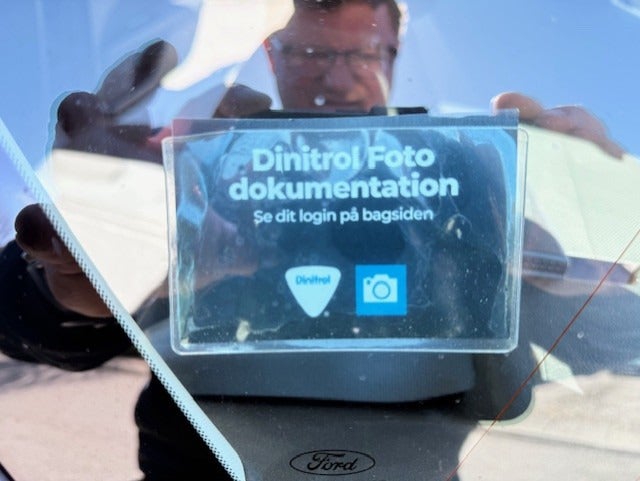 Dinitrol Foto
dokumentation
Se dit login på bagsiden
Dinitrol
Ford